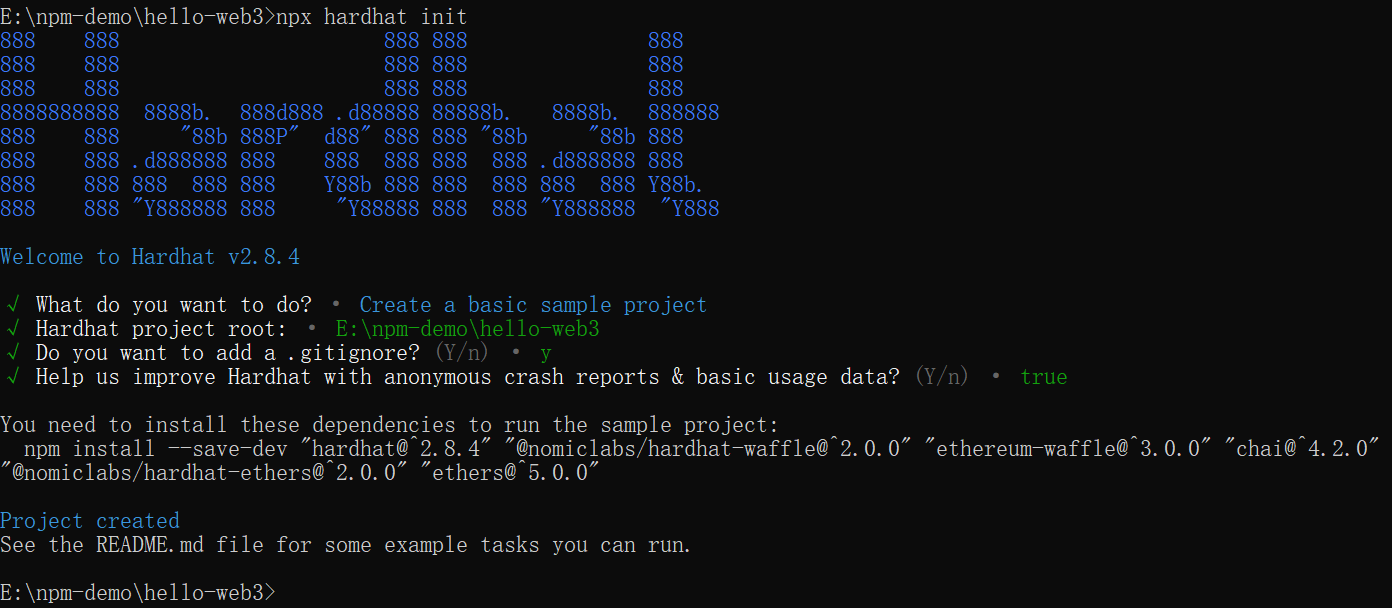 E:\npm-demo\hello-web3>npx hardhat init
888    888                      888 888               888
888    888                      888 888               888
888    888                      888 888               888
8888888888  8888b.  888d888 .d88888 88888b.   8888b.  888888
888    888     "88b 888P"  d88" 888 888 "88b     "88b 888
888    888 .d888888 888    888  888 888  888 .d888888 888
888    888 888  888 888    Y88b 888 888  888 888  888 Y88b.
888    888 "Y888888 888     "Y88888 888  888 "Y888888  "Y888
Welcome to Hardhat v2.8.4
√ What do you want to do? · Create a basic sample project
√ Hardhat project root: · E:\npm-demo\hello-web3
√ Do you want to add a .gitignore? (Y/n) · y
√ Help us improve Hardhat with anonymous crash reports & basic usage data? (Y/n) · true
You need to install these dependencies to run the sample project:
  npm install --save-dev "hardhat@^2.8.4" "@nomiclabs/hardhat-waffle@^2.0.0" "ethereum-waffle@^3.0.0" "chai@^4.2.0"
"@nomiclabs/hardhat-ethers@^2.0.0" "ethers@^5.0.0"
Project created
See the README.md file for some example tasks you can run.
E:\npm-demo\hello-web3>